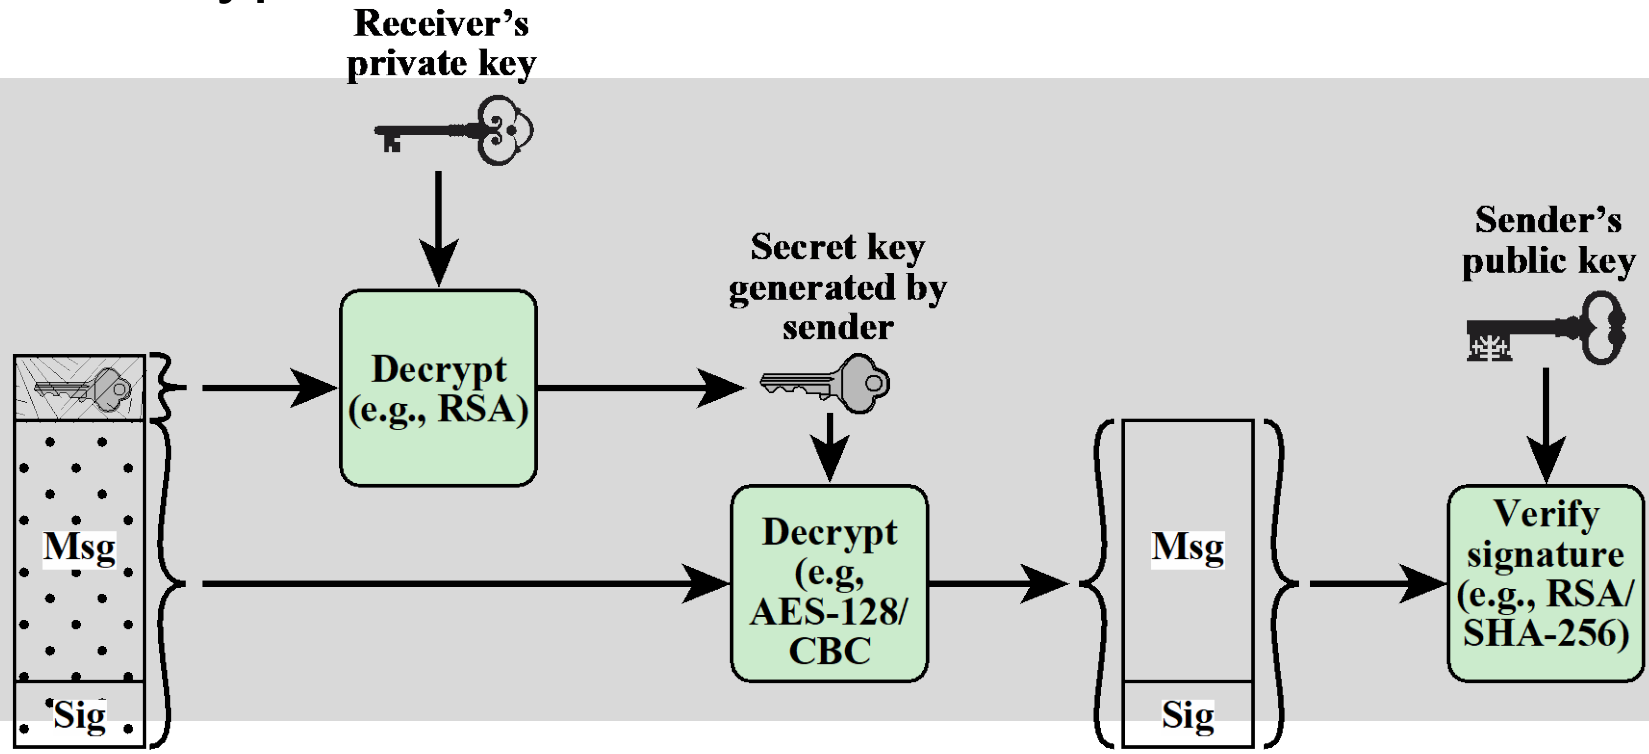 Receiver's
private key
Sender's
public key
Secret key
generated by
sender
Decrypt
(e.g., RSA)
Msg
Sig
Decrypt
(e.g,
AES-128/
CBC
Msg
Sig
Verify
signature
(e.g., RSA/
SHA-256)